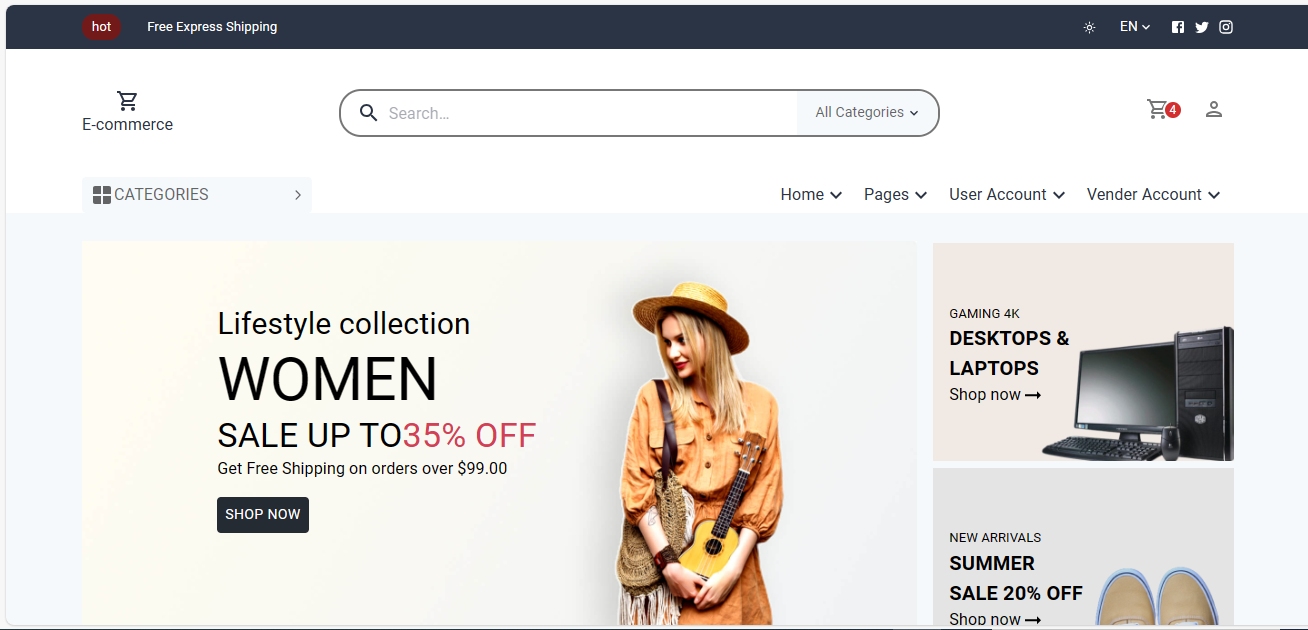 hot Free Express Shipping EN
E-commerce
Search... All Categories
4
CATEGORIES
Home Pages User Account Vender Account
Lifestyle collection
WOMEN
SALE UP TO35% OFF
Get Free Shipping on orders over $99.00
SHOP NOW
GAMING 4K
DESKTOPS &
LAPTOPS
Shop now
NEW ARRIVALS
SUMMER
SALE 20% OFF
Shop now